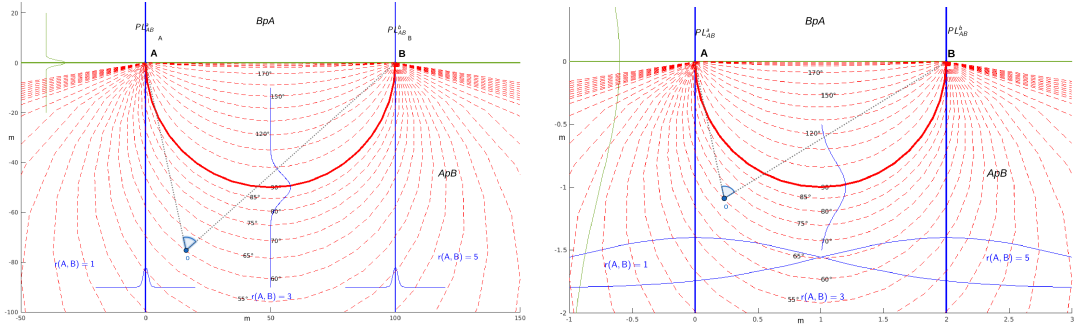 BpA
PL^a_AB
A
PL^b_AB
B
A
B
20
0
-20
-40
-60
-80
-100
m
170°
150°
120°
90°
85°
80°
75°
70°
65°
60°
55°
o
ApB
r(A,B) = 1
r(A,B) = 3
r(A,B) = 5
-50
0
50
100
150
m
BpA
PL^a_AB
PL^b_AB
A
B
0
-0.5
-1
-1.5
-2
m
170°
150°
120°
90°
85°
80°
75°
70°
65°
60°
55°
o
ApB
r(A,B) = 1
r(A,B) = 3
r(A,B) = 5
-1
-0.5
0
0.5
1
1.5
2
2.5
3
m